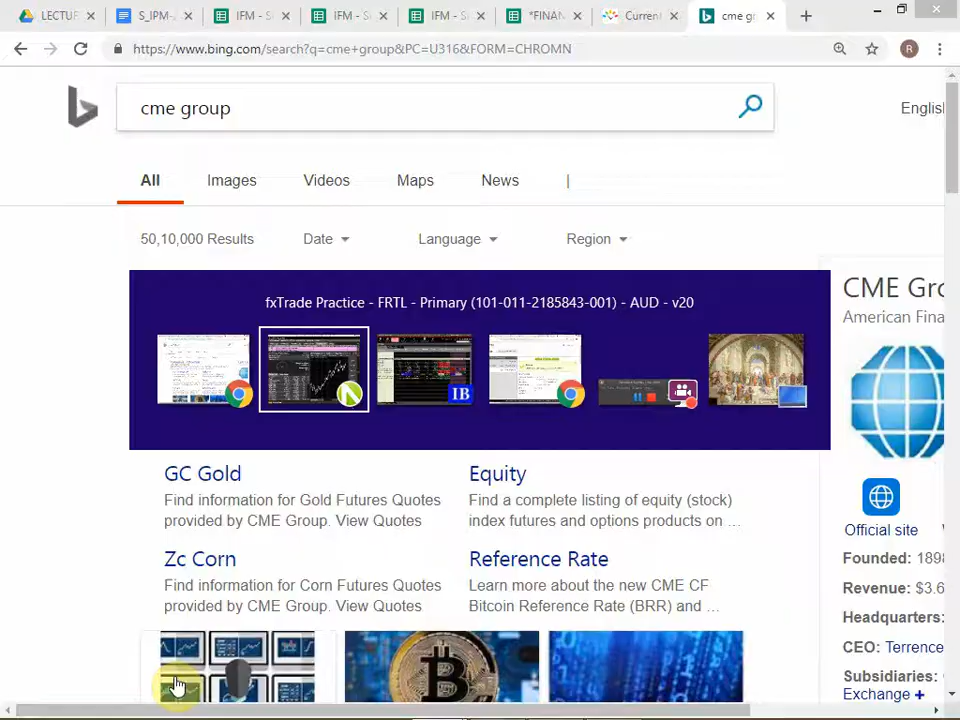 LECTUR
S_IPM-
IFM - S
IFM - S
IFM - S
*FINAN
Current
cme gr
https://www.bing.com/search?q=cme+group&PC=U316&FORM=CHROMN
R
cme group
English
All
Images
Videos
Maps
News
|
50,10,000 Results
Date
Language
Region
fxTrade Practice - FRTL - Primary (101-011-2185843-001) - AUD - v20
IB
CME Gro
American Fina
GC Gold
Find information for Gold Futures Quotes
provided by CME Group. View Quotes
Equity
Find a complete listing of equity (stock)
index futures and options products on ...
Zc Corn
Find information for Corn Futures Quotes
provided by CME Group. View Quotes
Reference Rate
Learn more about the new CME CF
Bitcoin Reference Rate (BRR) and ...
Official site
Founded: 1898
Revenue: $3.6
Headquarters:
CEO: Terrence
Subsidiaries:
Exchange +